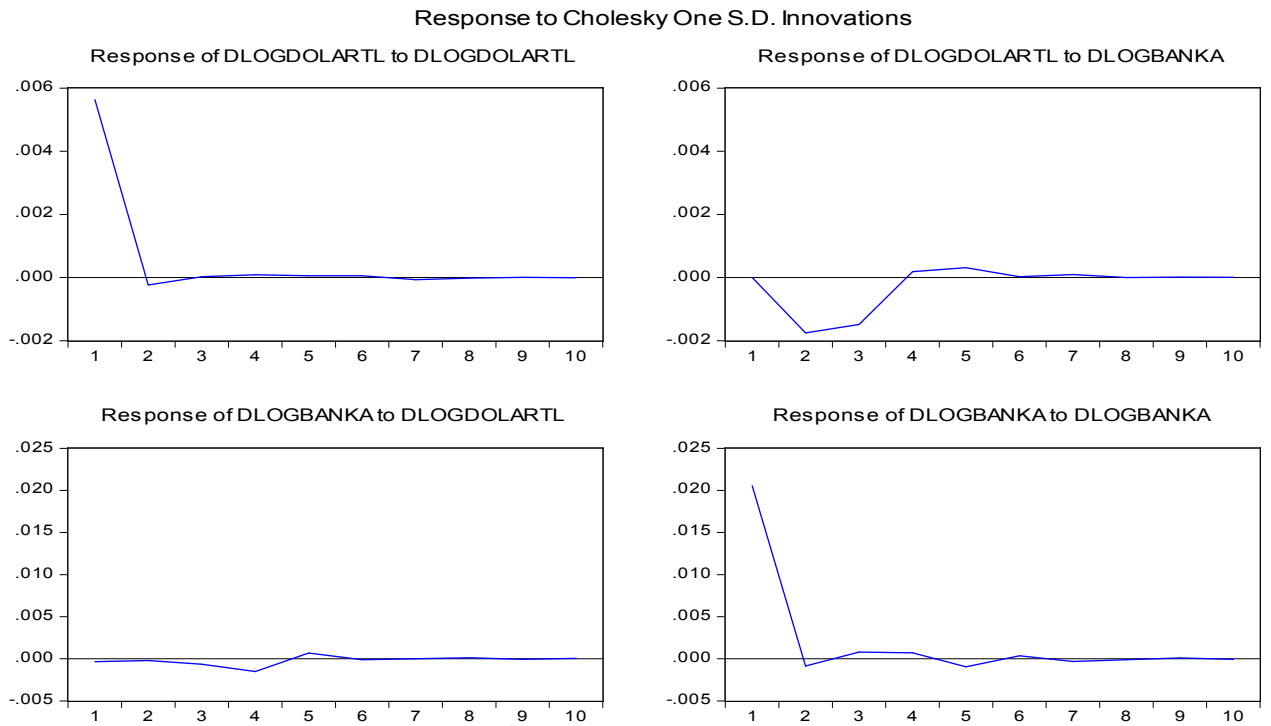 Response to Cholesky One S.D. Innovations
Response of DLOGDOLARTL to DLOGDOLARTL
.006
.004
.002
.000
-.002
1 2 3 4 5 6 7 8 9 10
Response of DLOGDOLARTL to DLOGBANKA
.006
.004
.002
.000
-.002
1 2 3 4 5 6 7 8 9 10
Response of DLOGBANKA to DLOGDOLARTL
.025
.020
.015
.010
.005
.000
-.005
1 2 3 4 5 6 7 8 9 10
Response of DLOGBANKA to DLOGBANKA
.025
.020
.015
.010
.005
.000
-.005
1 2 3 4 5 6 7 8 9 10